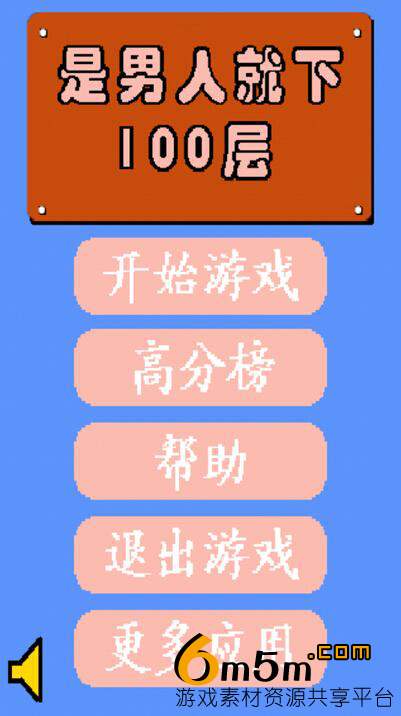 是男人就下
100层
开始游戏
高分榜
帮助
退出游戏
更多应用
6m5m.com
游戏素材资源共享平台